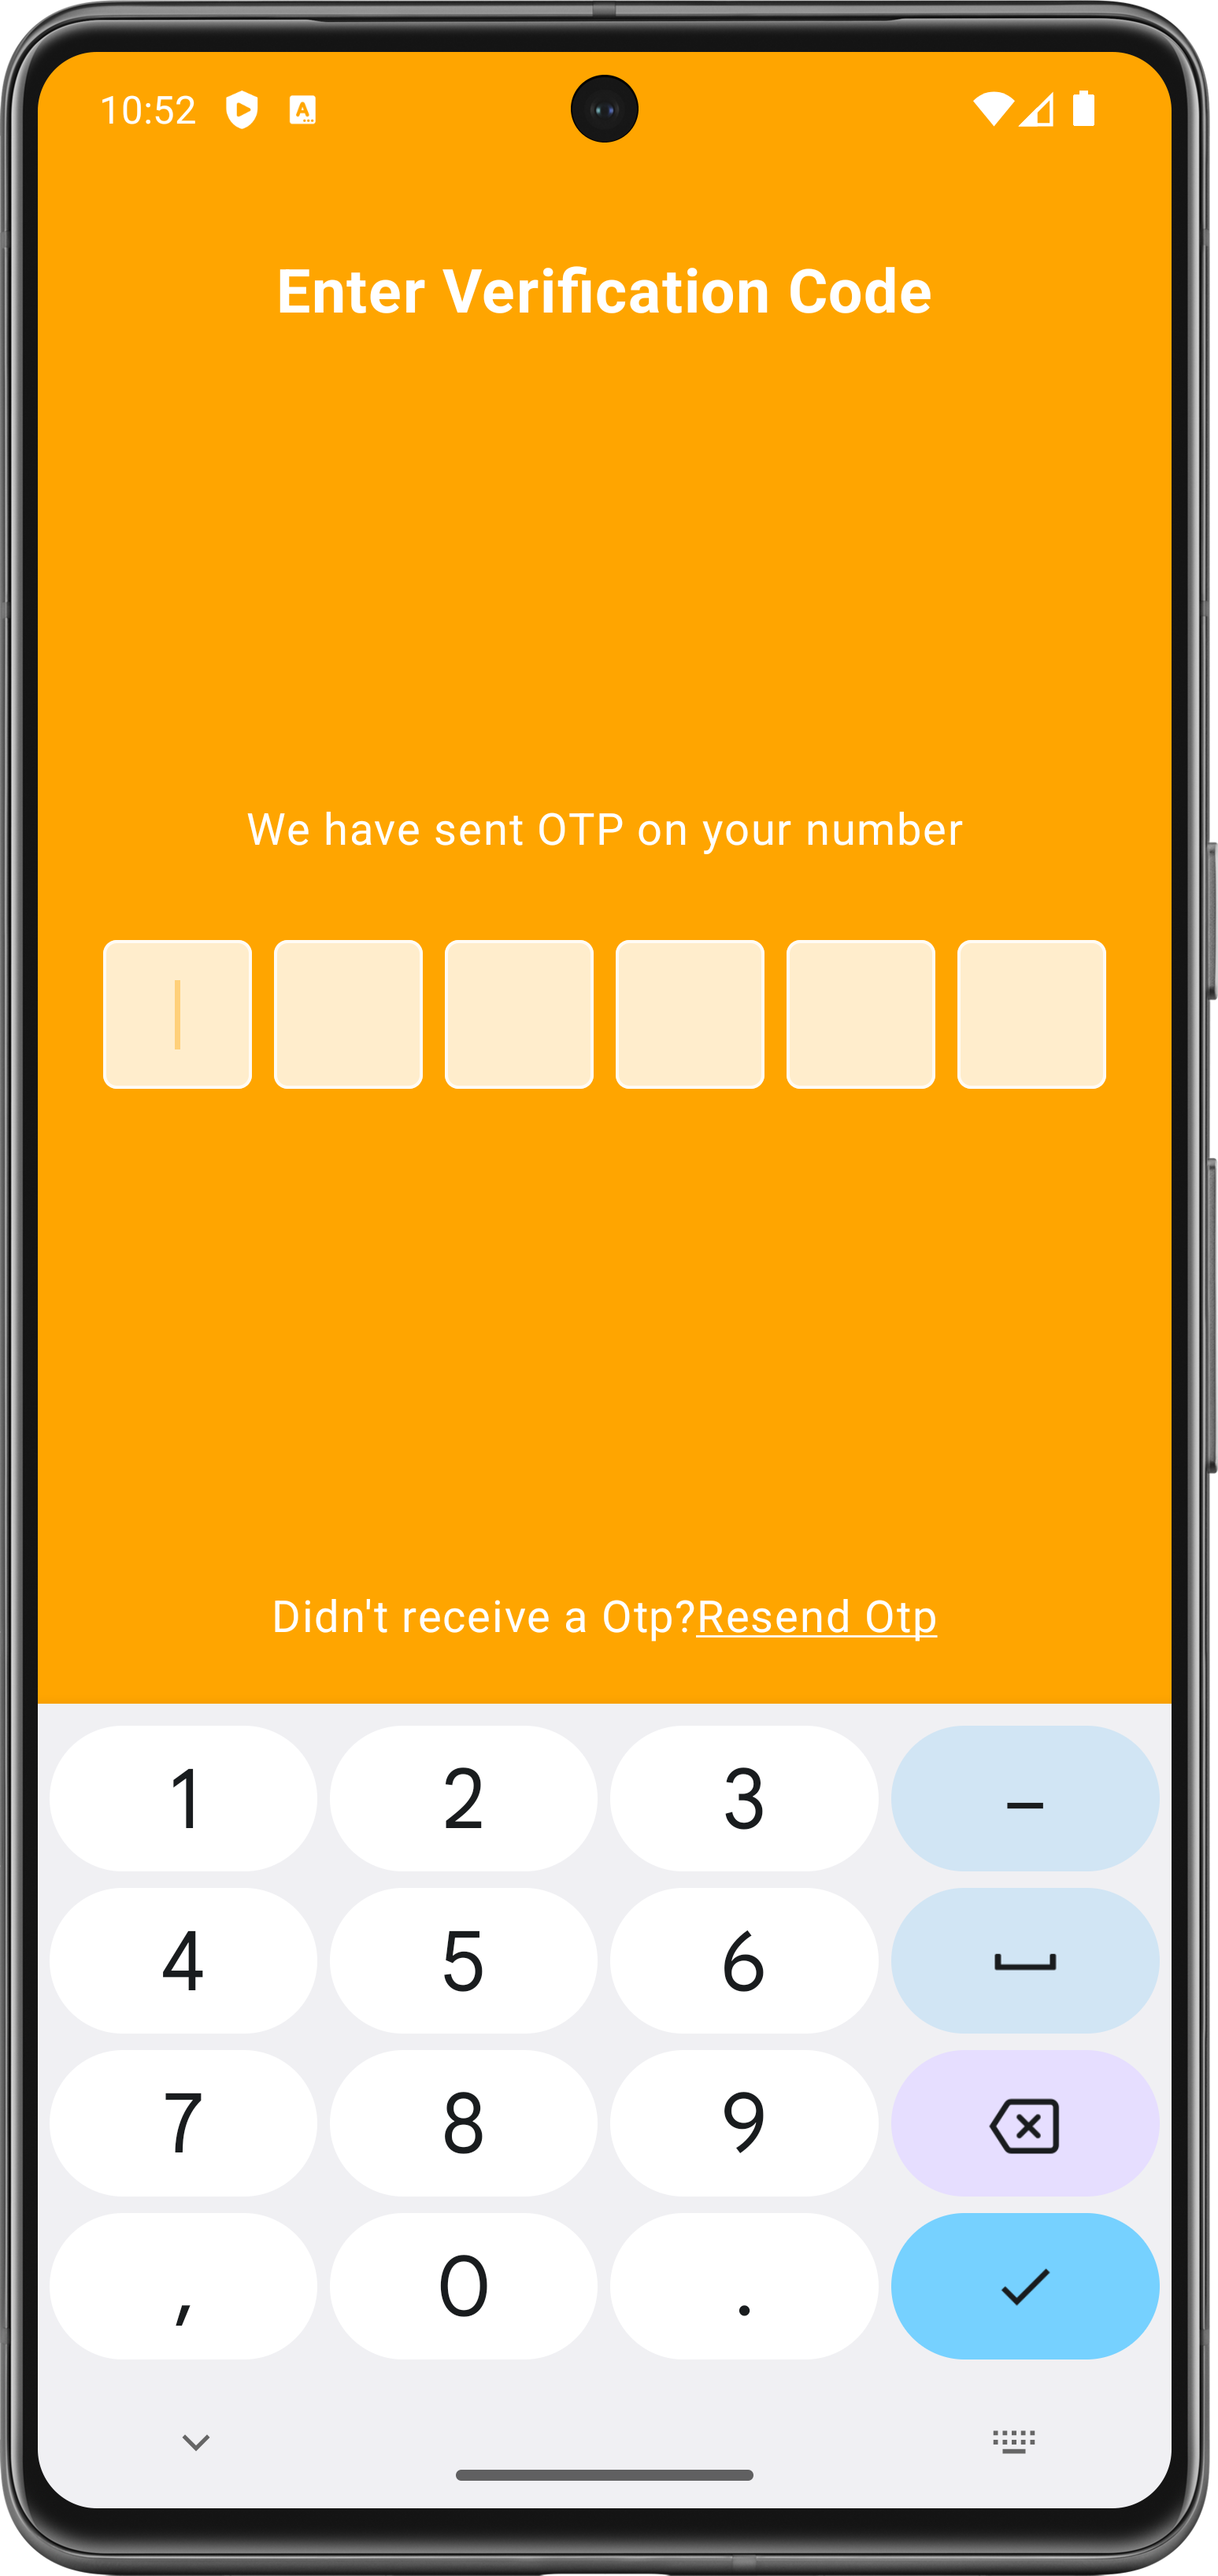 10:52
Enter Verification Code
We have sent OTP on your number
Didn't receive a Otp?Resend Otp
1 2 3 –
4 5 6
7 8 9
, 0 .